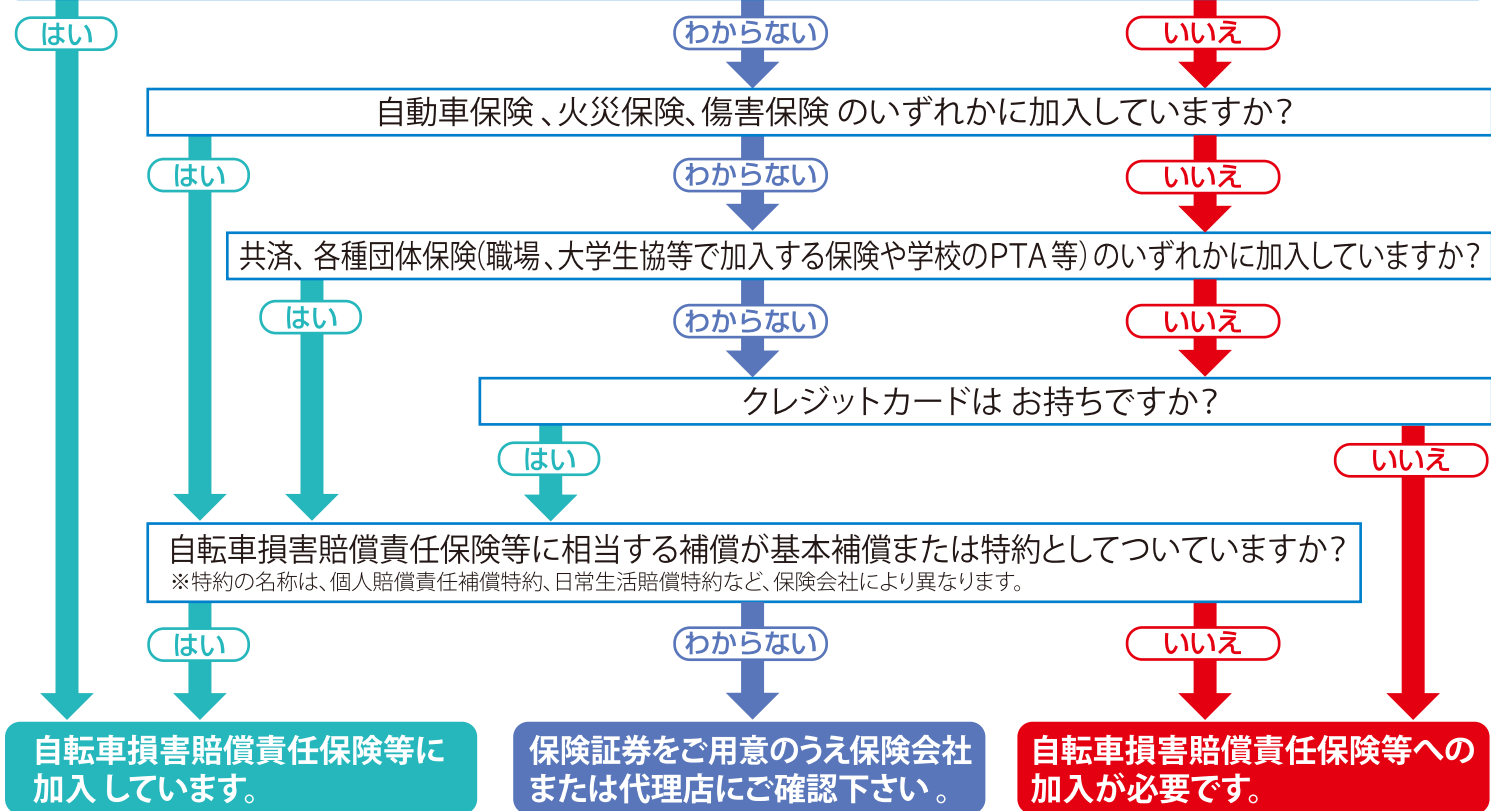 はい
わからない
いいえ
自動車保険、火災保険、傷害保険 のいずれかに加入していますか?
はい
わからない
いいえ
共済、各種団体保険(職場、大学生協等で加入する保険や学校のPTA等)のいずれかに加入していますか?
はい
わからない
いいえ
クレジットカードは お持ちですか?
はい
いいえ
自転車損害賠償責任保険等に相当する補償が基本補償または特約としてついていますか?
※特約の名称は、個人賠償責任補償特約、日常生活賠償特約など、保険会社により異なります。
はい
わからない
いいえ
自転車損害賠償責任保険等に
加入しています。
保険証券をご用意のうえ保険会社
または代理店にご確認下さい。
自転車損害賠償責任保険等への
加入が必要です。